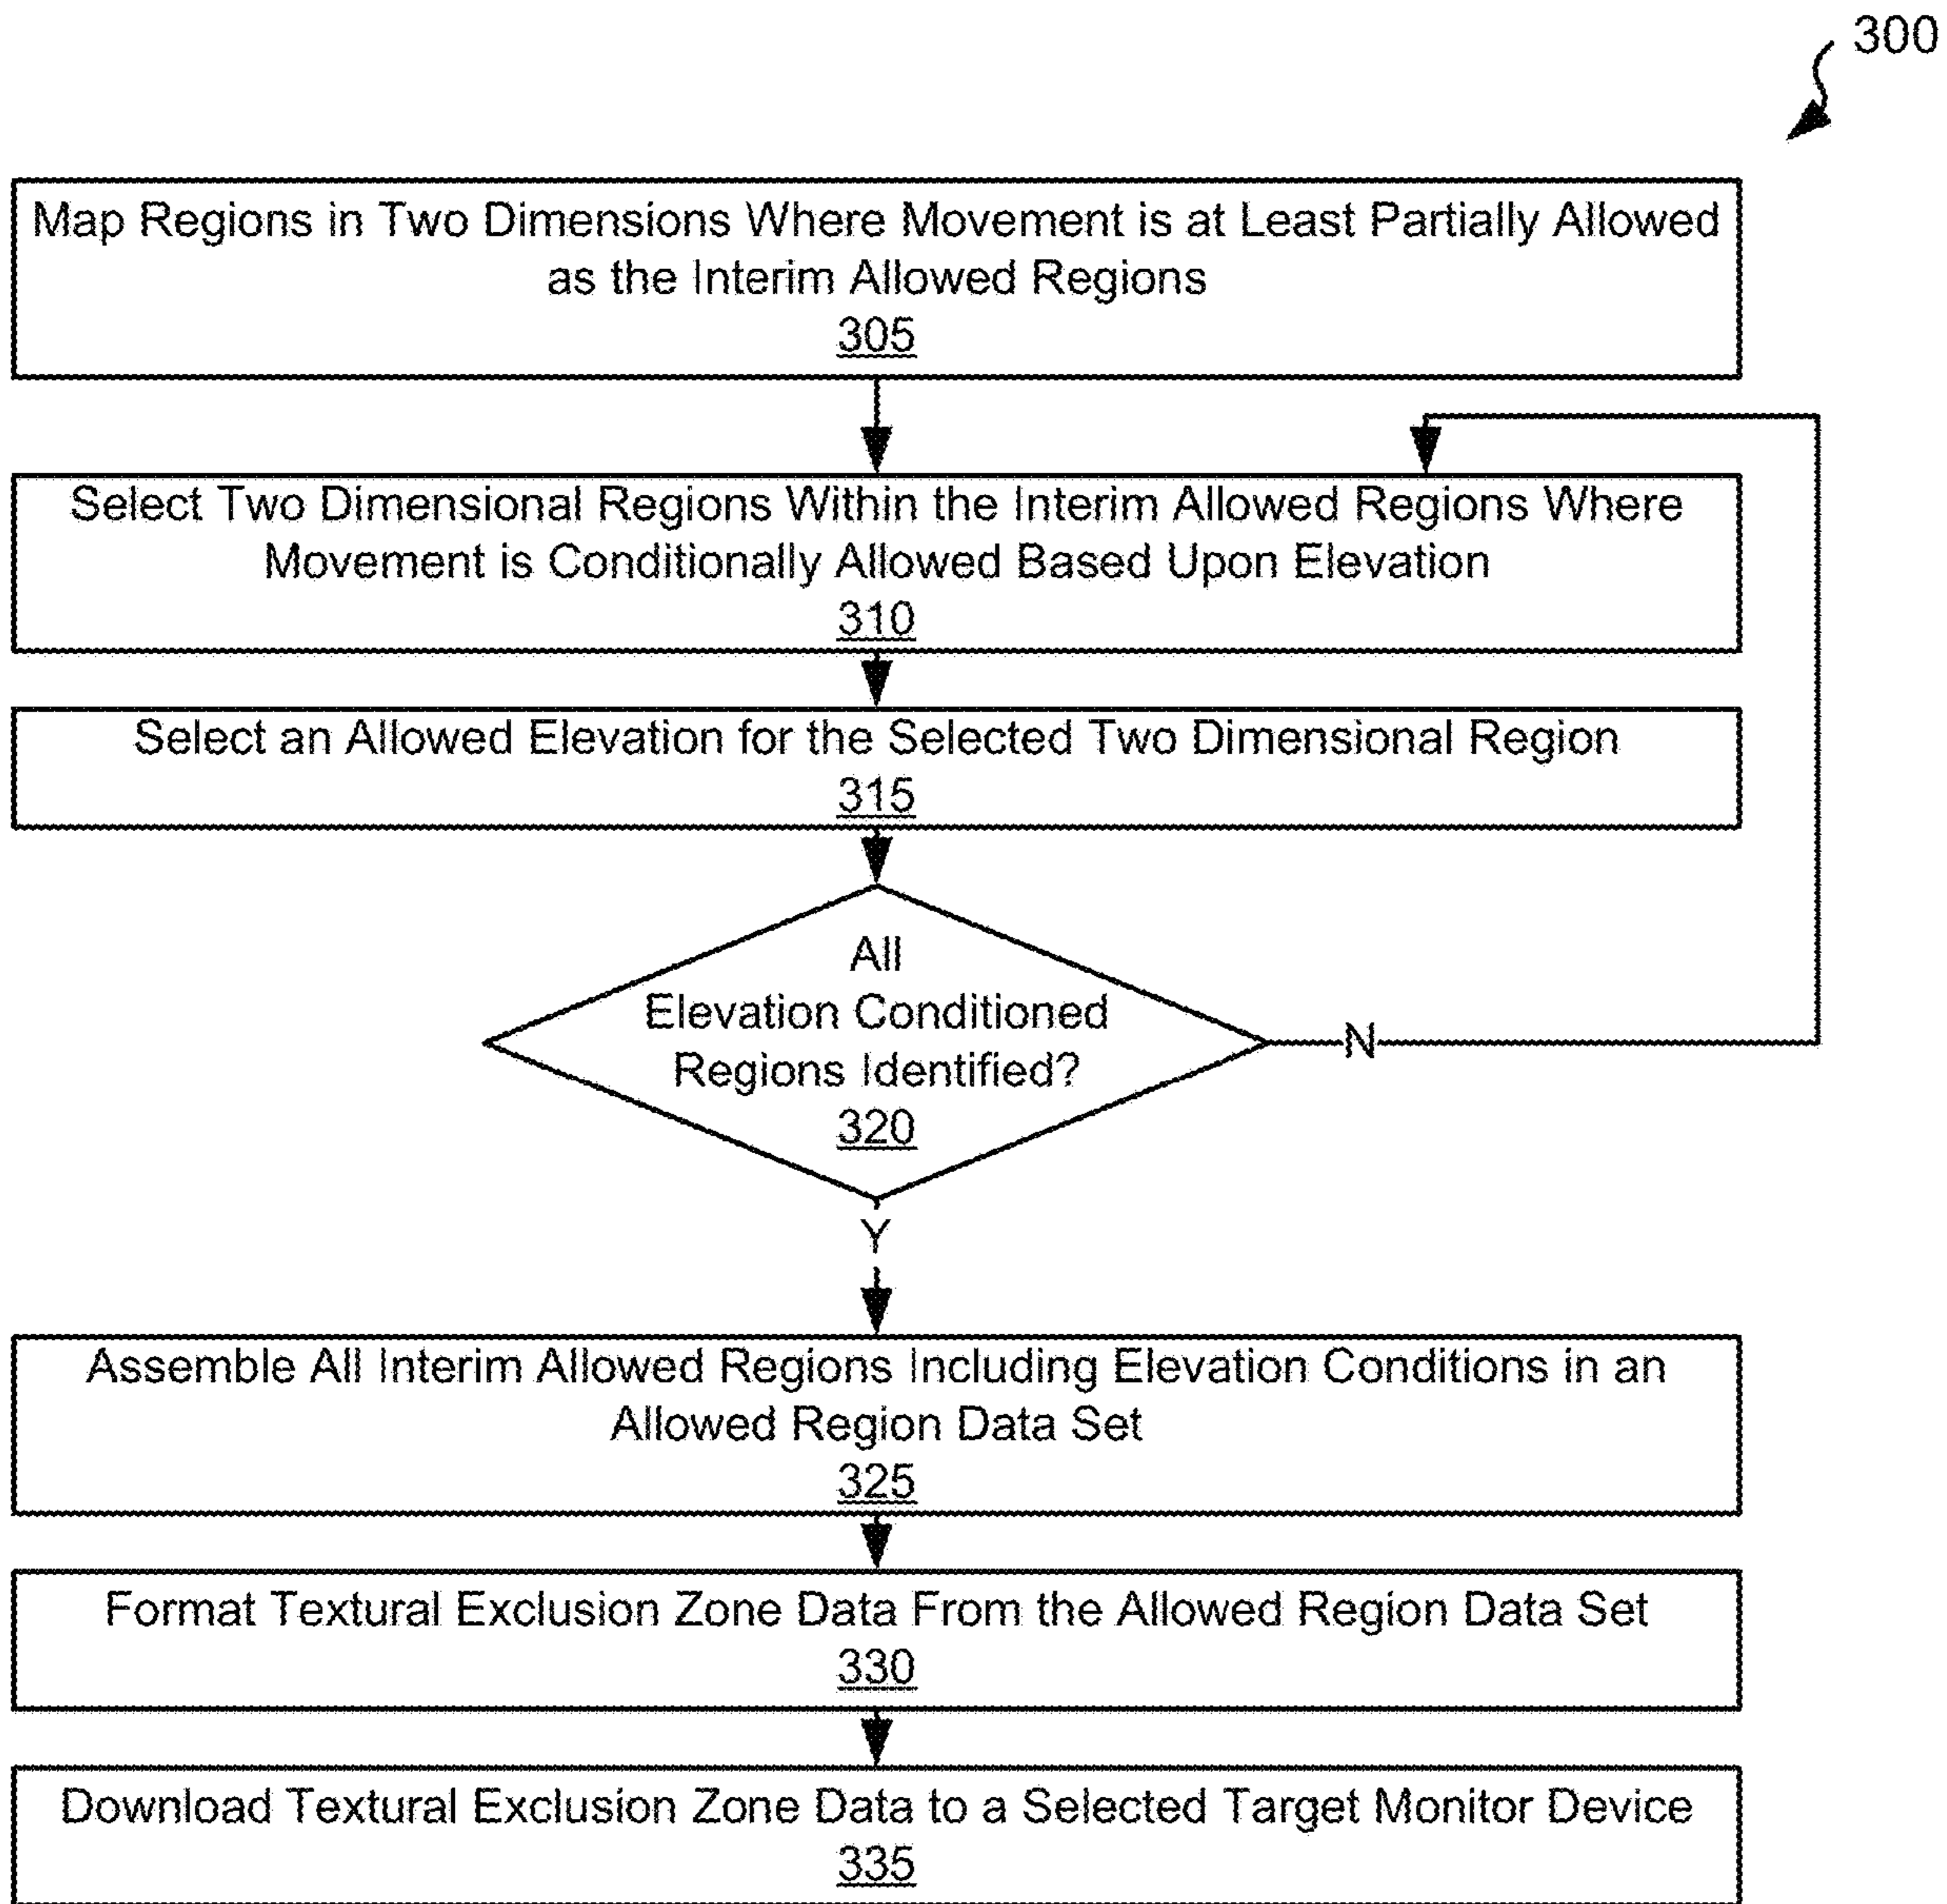 300
Map Regions in Two Dimensions Where Movement is at Least Partially Allowed
as the Interim Allowed Regions
305
Select Two Dimensional Regions Within the Interim Allowed Regions Where
Movement is Conditionally Allowed Based Upon Elevation
310
Select an Allowed Elevation for the Selected Two Dimensional Region
315
All
Elevation Conditioned
Regions Identified?
320
N
Y
Assemble All Interim Allowed Regions Including Elevation Conditions in an
Allowed Region Data Set
325
Format Textural Exclusion Zone Data From the Allowed Region Data Set
330
Download Textural Exclusion Zone Data to a Selected Target Monitor Device
335